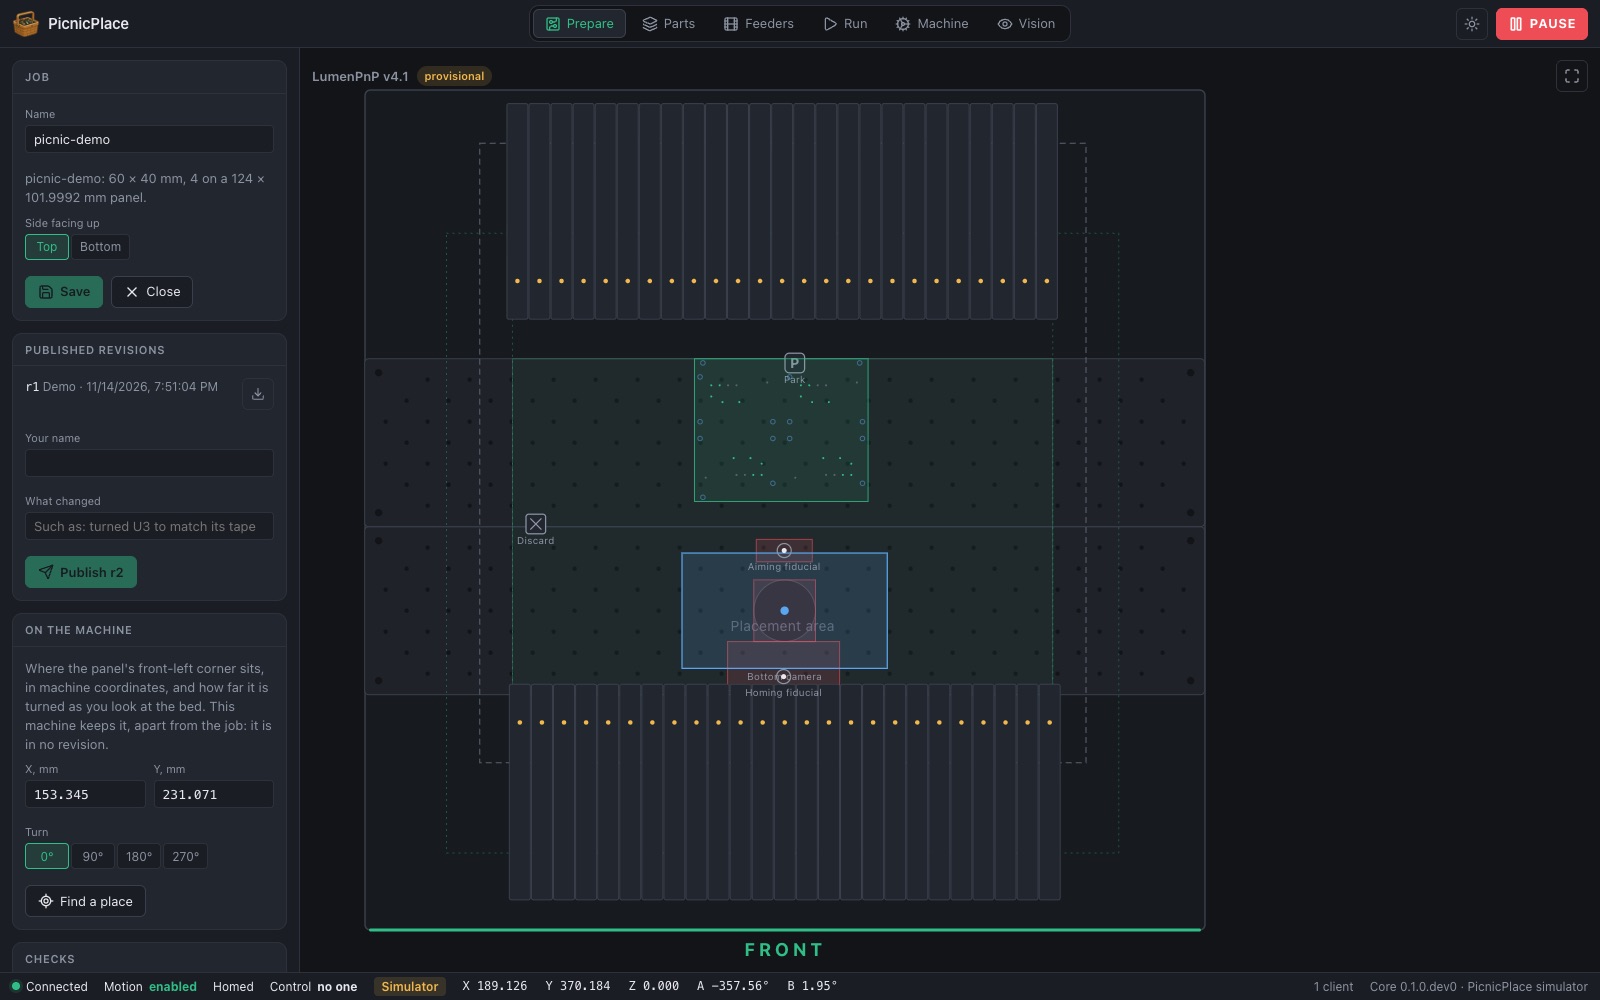 PicnicPlace
Prepare
Parts
Feeders
Run
Machine
Vision
PAUSE
JOB
Name
picnic-demo
picnic-demo: 60 × 40 mm, 4 on a 124 ×
101.9992 mm panel.
Side facing up
Top
Bottom
Save
Close
PUBLISHED REVISIONS
r1 Demo · 11/14/2026, 7:51:04 PM
Your name
What changed
Such as: turned U3 to match its tape
Publish r2
ON THE MACHINE
Where the panel's front-left corner sits,
in machine coordinates, and how far it is
turned as you look at the bed. This
machine keeps it, apart from the job: it is
in no revision.
X, mm
Y, mm
153.345
231.071
Turn
0°
90°
180°
270°
Find a place
CHECKS
LumenPnP v4.1
provisional
P
Park
Discard
Aiming fiducial
Placement area
Bottom camera
Homing fiducial
FRONT
Connected
Motion enabled
Homed
Control no one
Simulator
X 189.126
Y 370.184
Z 0.000
A −357.56°
B 1.95°
1 client
Core 0.1.0.dev0 · PicnicPlace simulator